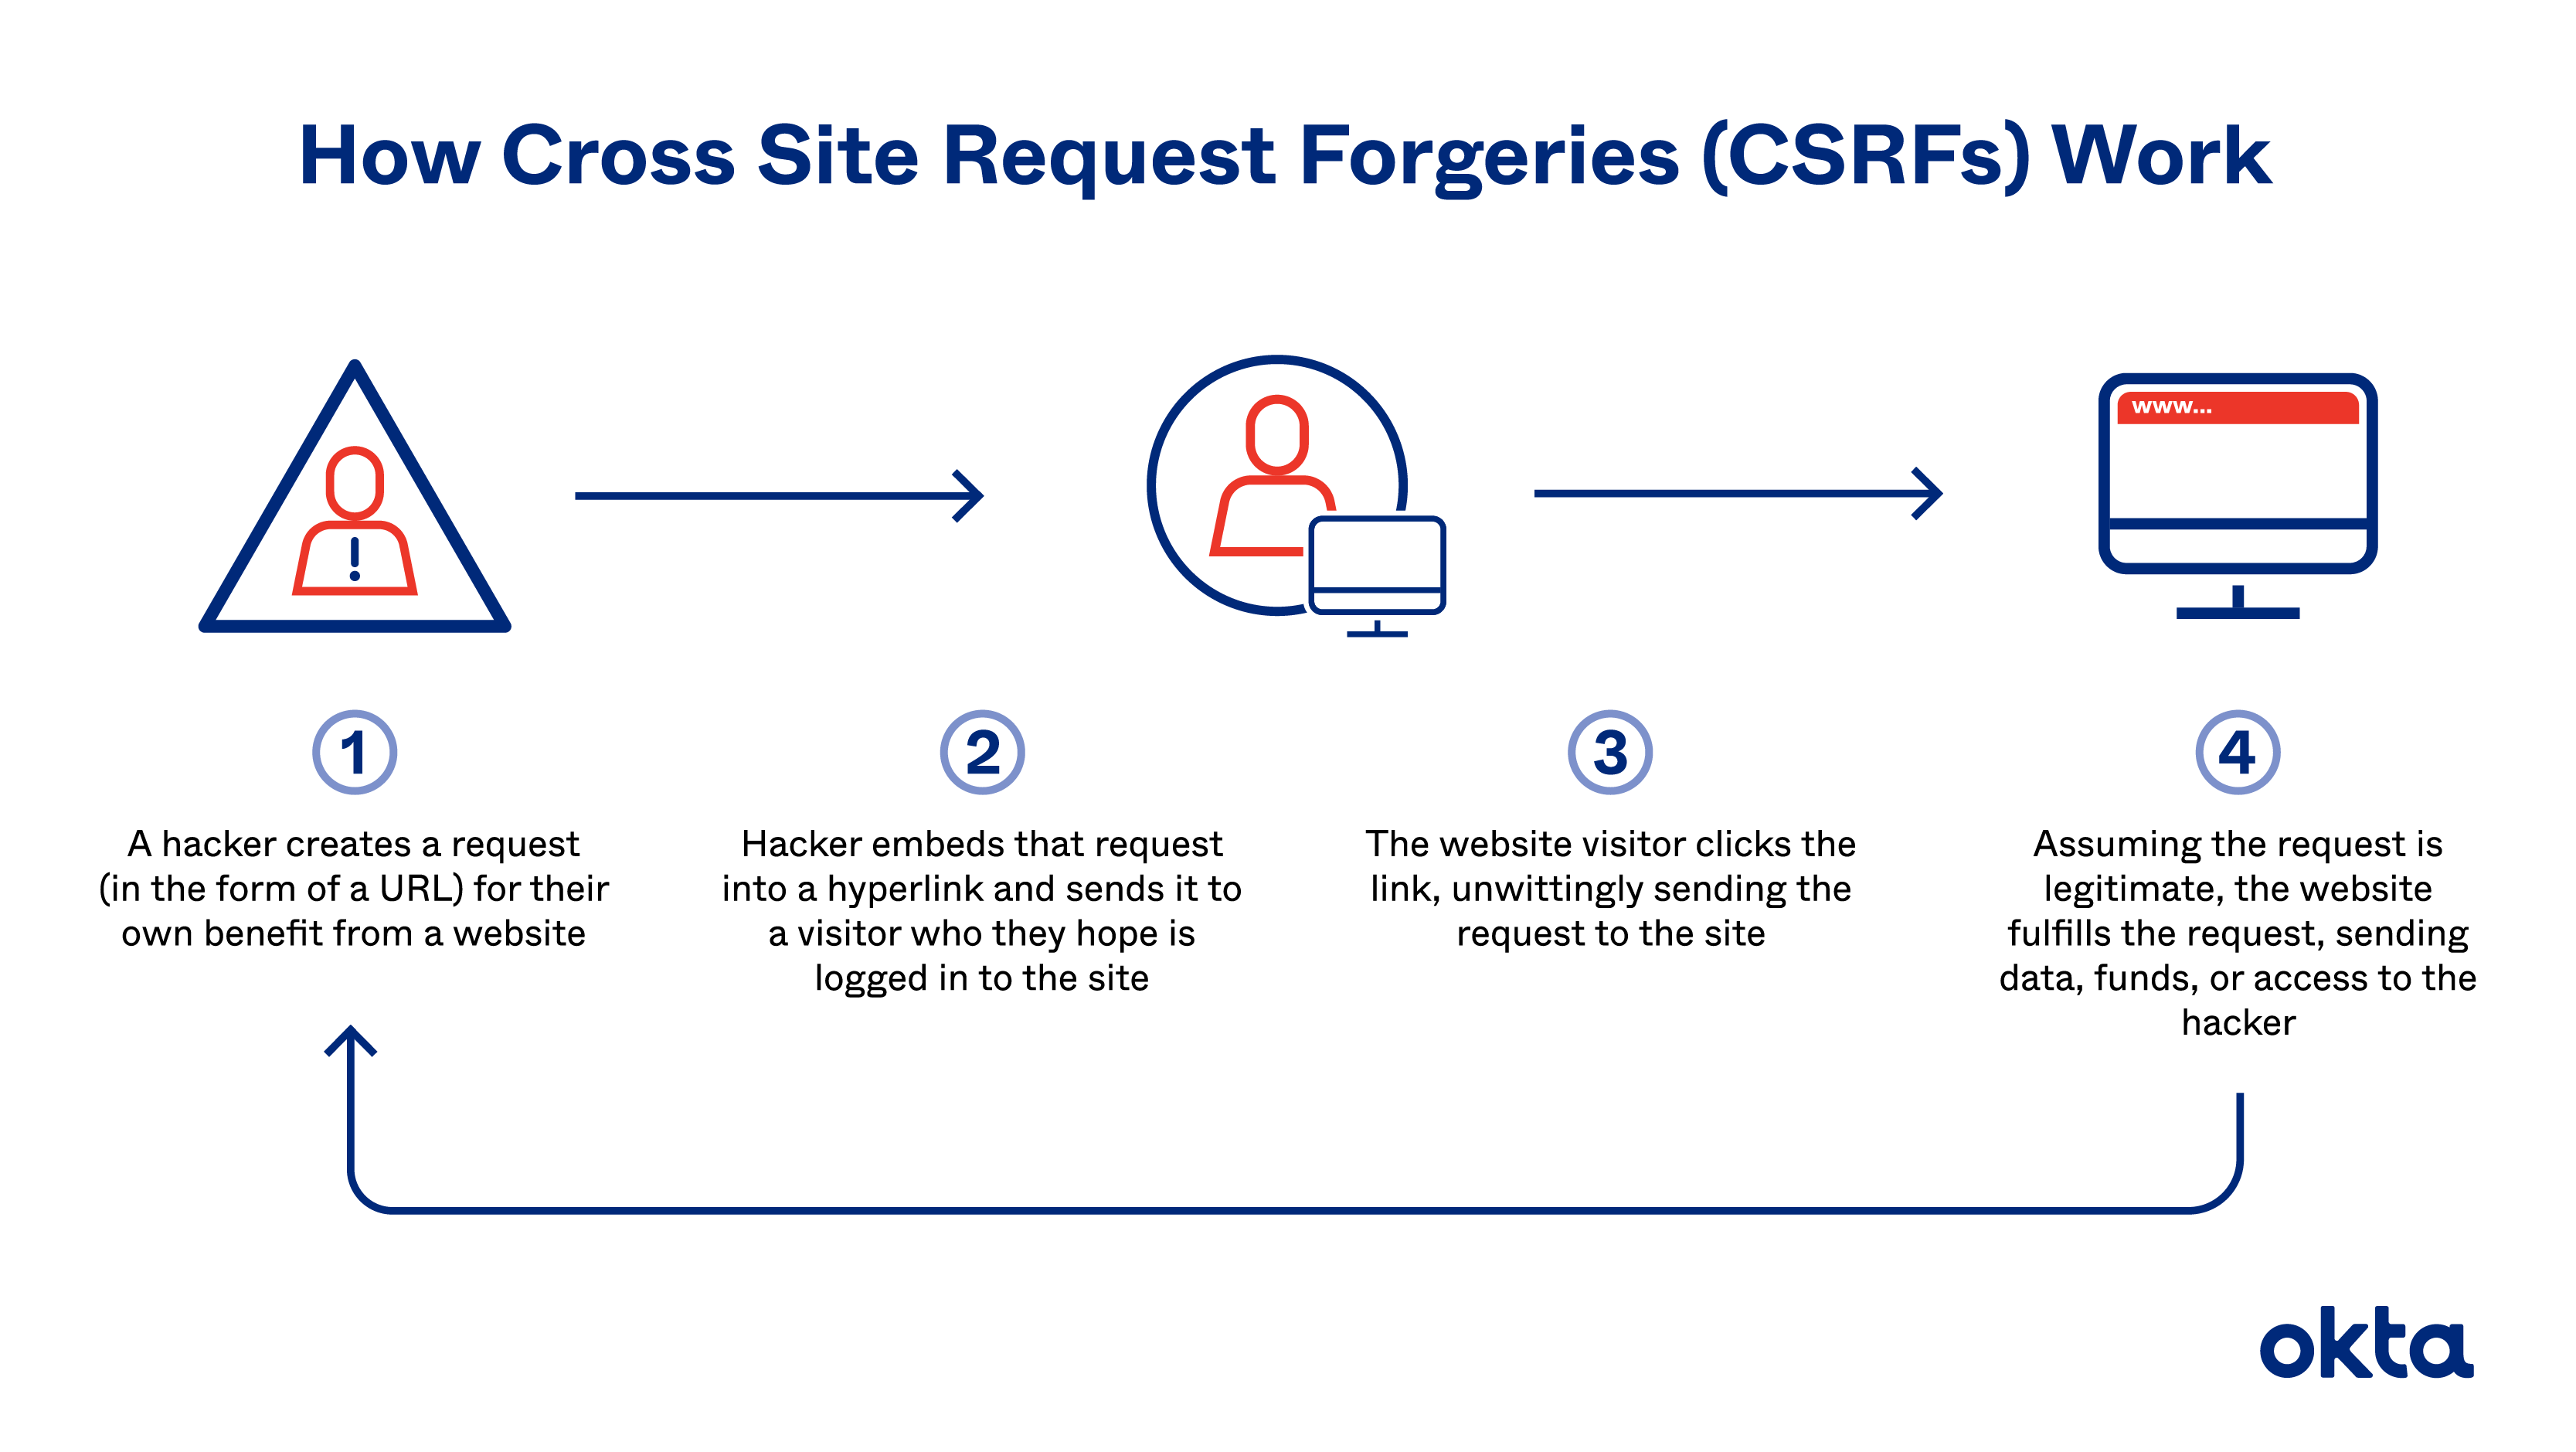 How Cross Site Request Forgeries (CSRFs) Work
www...
1
A hacker creates a request
(in the form of a URL) for their
own benefit from a website
2
Hacker embeds that request
into a hyperlink and sends it to
a visitor who they hope is
logged in to the site
3
The website visitor clicks the
link, unwittingly sending the
request to the site
4
Assuming the request is
legitimate, the website
fulfills the request, sending
data, funds, or access to the
hacker
okta